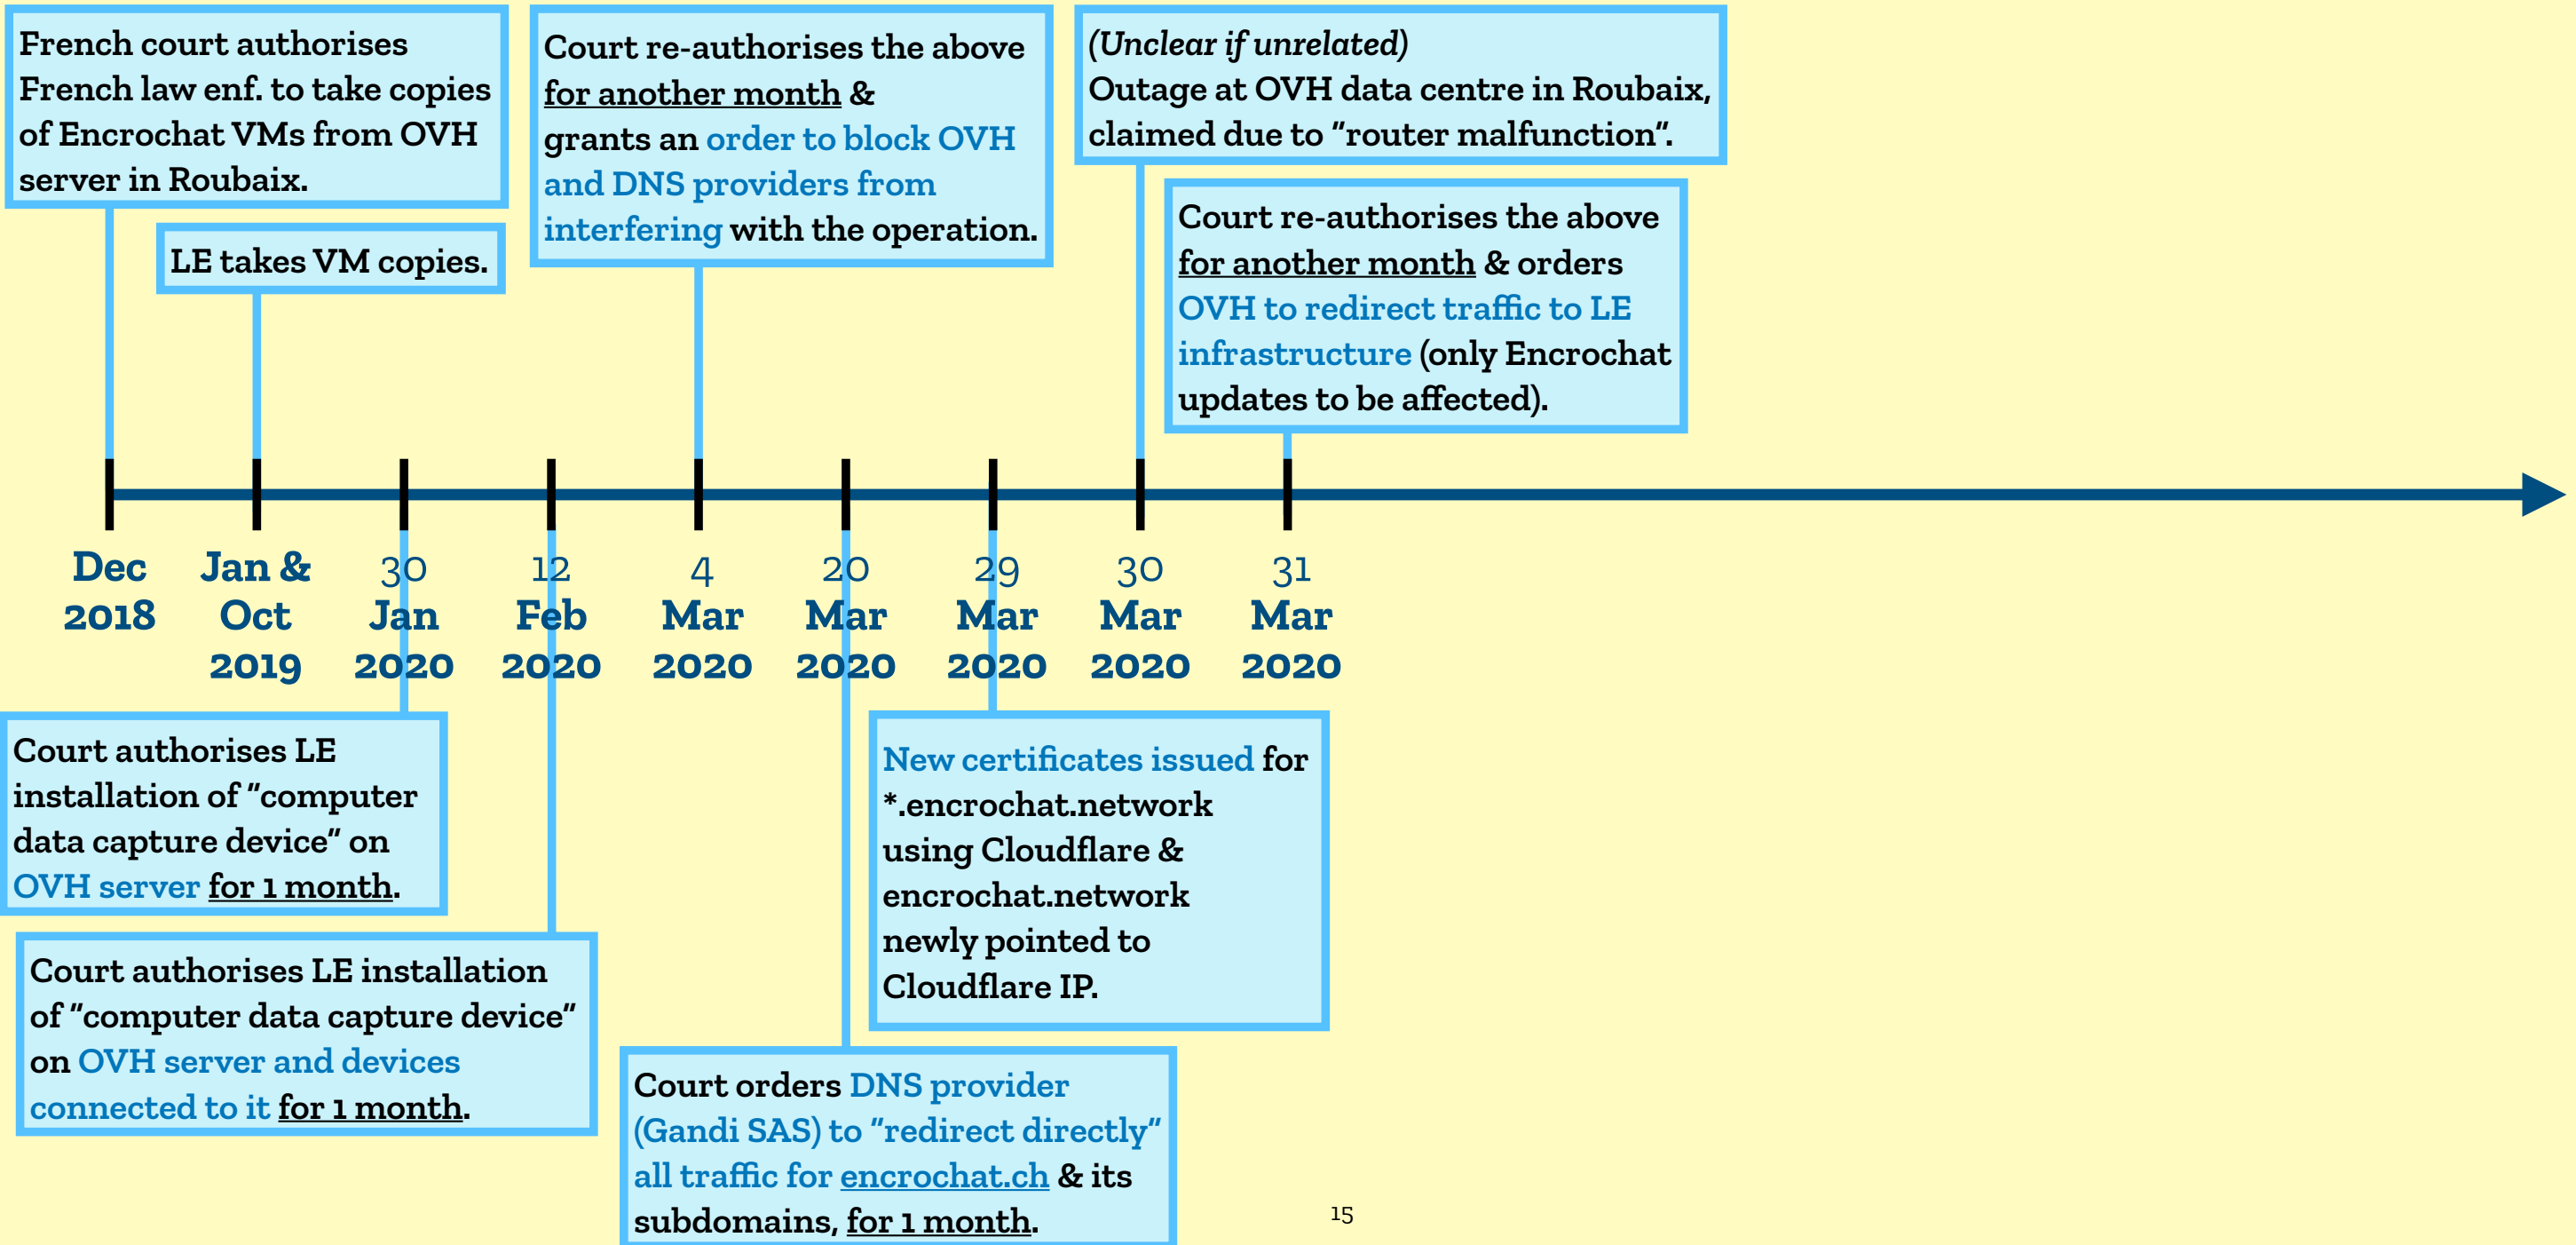 French court authorises
French law enf. to take copies
of Encrochat VMs from OVH
server in Roubaix.
LE takes VM copies.
Court re-authorises the above
for another month &
grants an order to block OVH
and DNS providers from
interfering with the operation.
(Unclear if unrelated)
Outage at OVH data centre in Roubaix,
claimed due to "router malfunction".
Court re-authorises the above
for another month & orders
OVH to redirect traffic to LE
infrastructure (only Encrochat
updates to be affected).
Dec
2018
Jan &
Oct
2019
30
Jan
2020
12
Feb
2020
4
Mar
2020
20
Mar
2020
29
Mar
2020
30
Mar
2020
31
Mar
2020
Court authorises LE
installation of "computer
data capture device" on
OVH server for 1 month.
Court authorises LE installation
of "computer data capture device"
on OVH server and devices
connected to it for 1 month.
New certificates issued for
*.encrochat.network
using Cloudflare &
encrochat.network
newly pointed to
Cloudflare IP.
Court orders DNS provider
(Gandi SAS) to "redirect directly"
all traffic for encrochat.ch & its
subdomains, for 1 month.
15